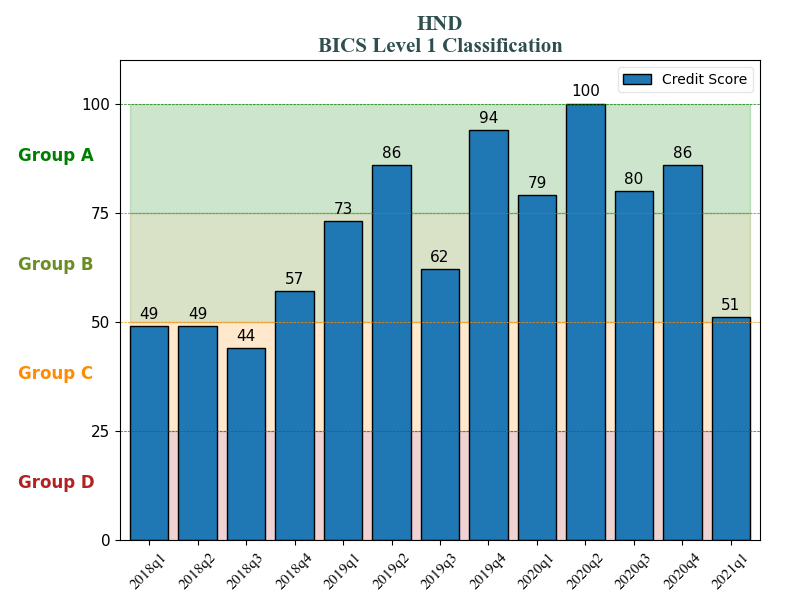 HND
BICS Level 1 Classification
Credit Score
100
75
50
25
0
Group A
Group B
Group C
Group D
49
49
44
57
73
86
62
94
79
100
80
86
51
2018q1
2018q2
2018q3
2018q4
2019q1
2019q2
2019q3
2019q4
2020q1
2020q2
2020q3
2020q4
2021q1